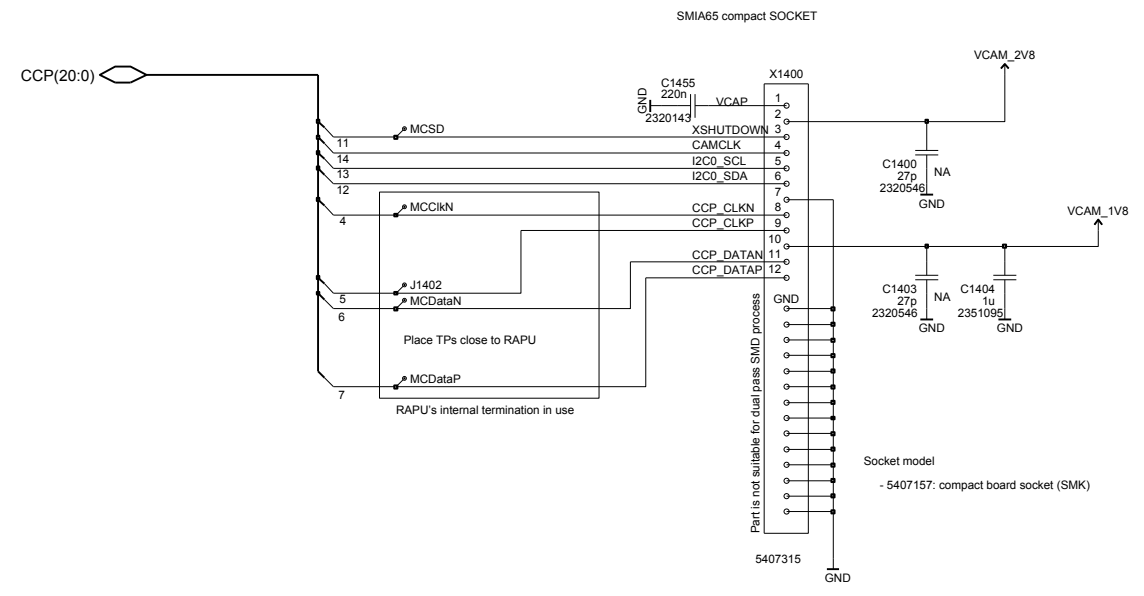 SMIA65 compact SOCKET
CCP(20:0)
VCAM_2V8
X1400
C1455
220n
GND
2320143
VCAP
1
2
MCSD
XSHUTDOWN
3
11
CAMCLK
4
14
I2C0_SCL
5
13
I2C0_SDA
6
12
7
C1400
27p
NA
2320546
GND
MCClkN
CCP_CLKN
8
4
CCP_CLKP
9
VCAM_1V8
10
CCP_DATAN
11
CCP_DATAP
12
J1402
5
MCDataN
6
GND
C1403
27p
NA
2320546
GND
C1404
1u
2351095
GND
Place TPs close to RAPU
MCDataP
7
RAPU's internal termination in use
Part is not suitable for dual pass SMD process
Socket model
- 5407157: compact board socket (SMK)
5407315
GND